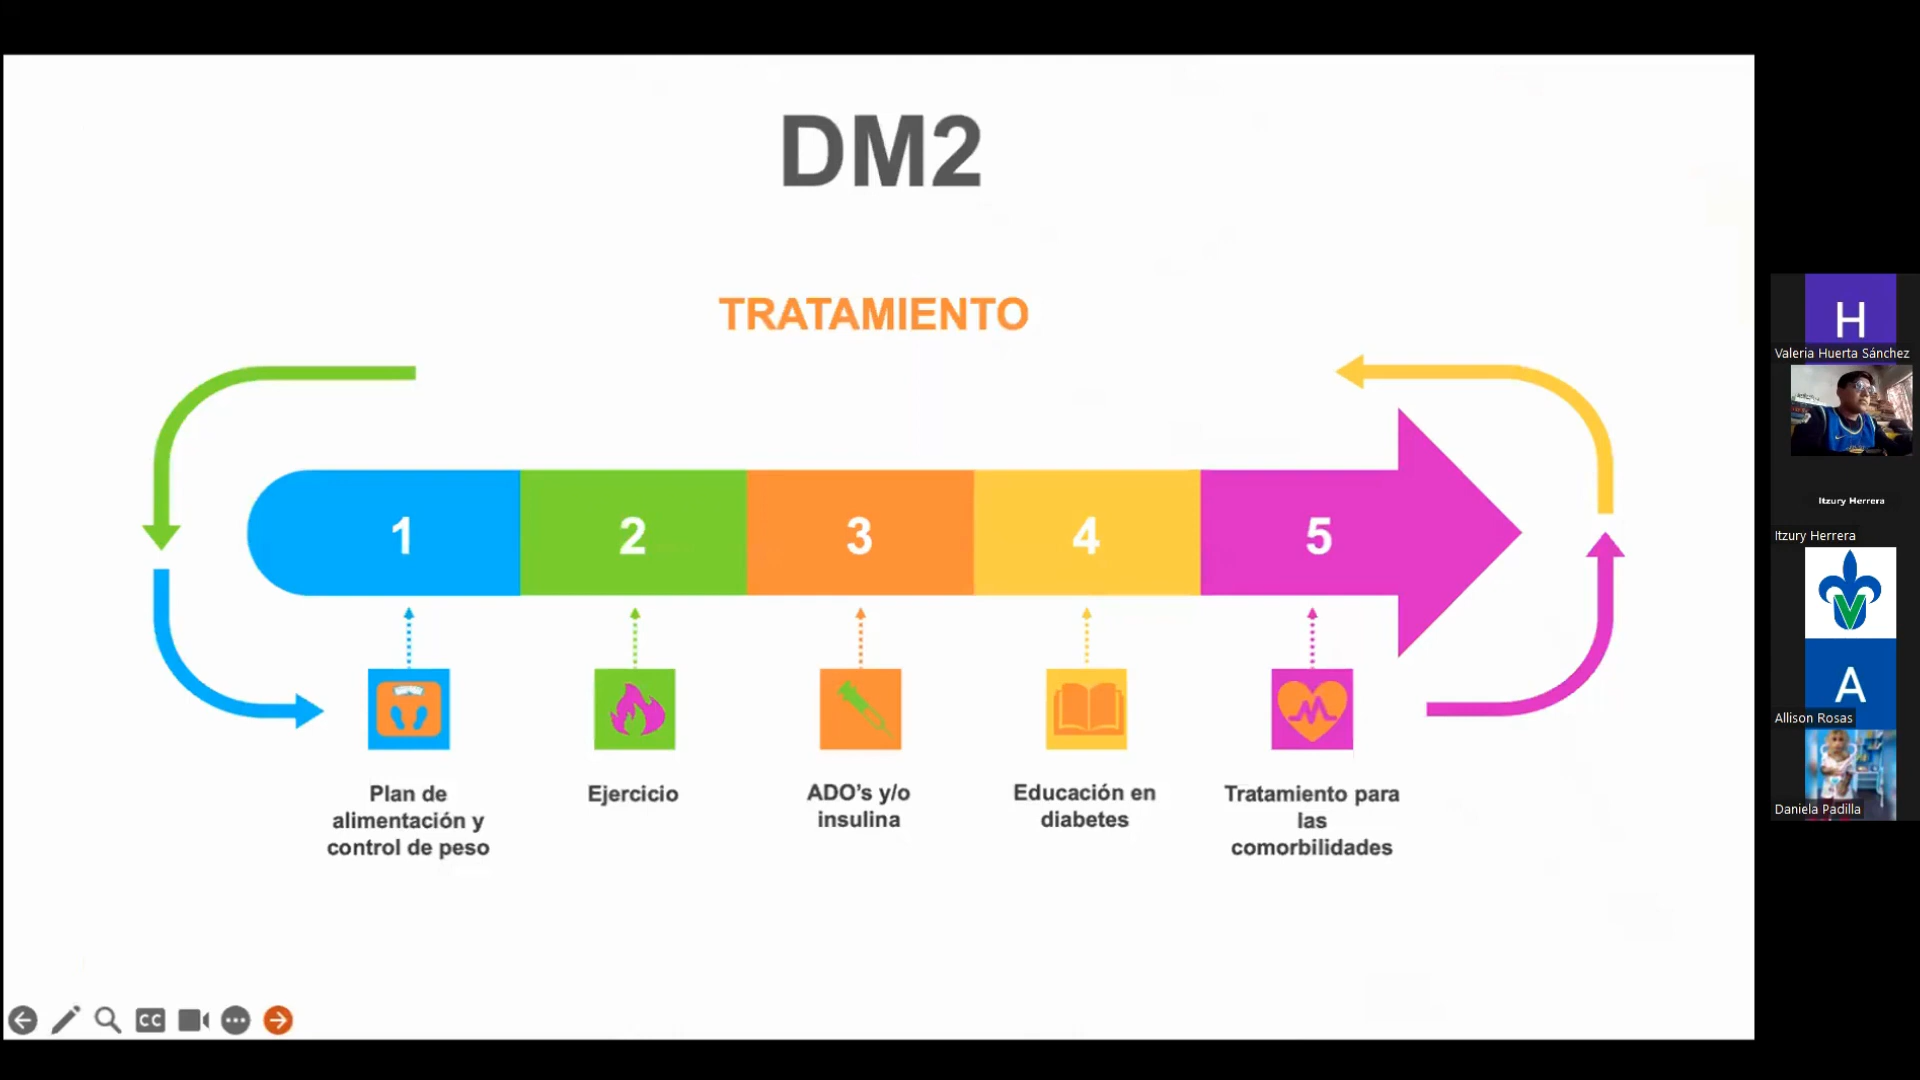 DM2
TRATAMIENTO
1
2
3
4
5
Plan de
alimentación y
control de peso
Ejercicio
ADO's y/o
insulina
Educación en
diabetes
Tratamiento para
las
comorbilidades
CC
H
Valeria Huerta Sánchez
Itzury Herrera
Itzury Herrera
A
Allison Rosas
Daniela Padilla